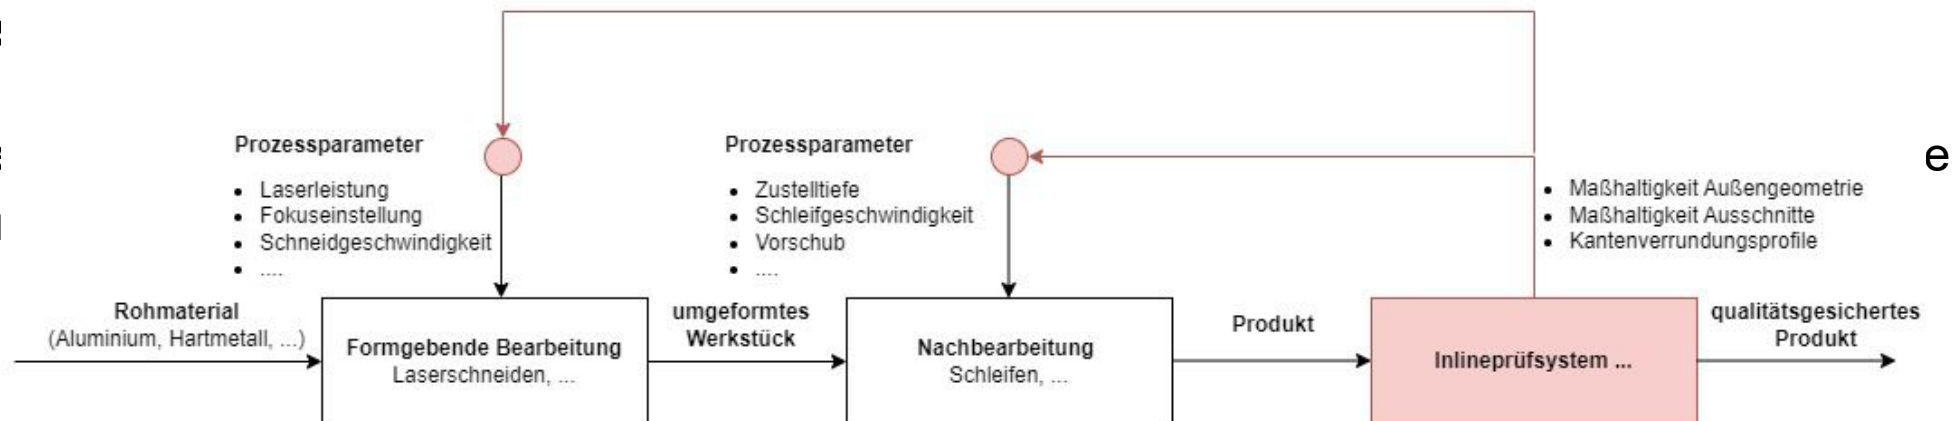 Prozessparameter
Laserleistung
Fokuseinstellung
Schneidgeschwindigkeit
....
Prozessparameter
Zustelltiefe
Schleifgeschwindigkeit
Vorschub
....
Maßhaltigkeit Außengeometrie
Maßhaltigkeit Ausschnitte
Kantenverrundungsprofile
e
Rohmaterial
(Aluminium, Hartmetall, ...)
Formgebende Bearbeitung
Laserschneiden, ...
umgeformtes
Werkstück
Nachbearbeitung
Schleifen, ...
Produkt
Inlineprüfsystem ...
qualitätsgesichertes
Produkt